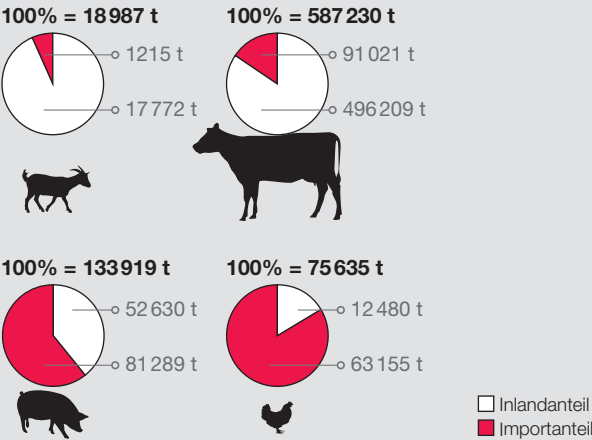 100% = 18 987 t
1215 t
17 772 t
100% = 587 230 t
91 021 t
496 209 t
100% = 133 919 t
52 630 t
81 289 t
100% = 75 635 t
12 480 t
63 155 t
Inlandanteil
Importanteil